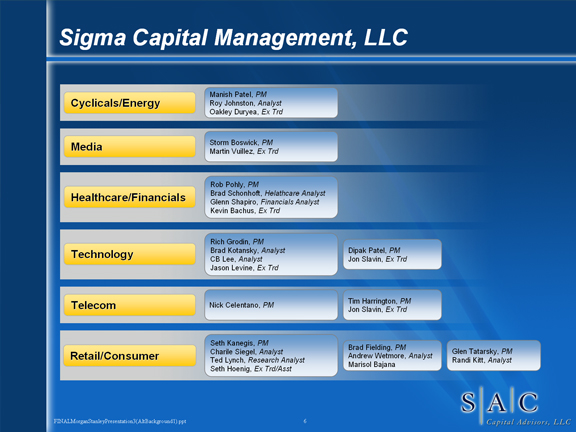 Sigma Capital Management, LLC
Cyclicals/Energy
Manish Patel, PM
Roy Johnston, Analyst
Oakley Duryea, Ex Trd
Media
Storm Boswick, PM
Martin Vuillez, Ex Trd
Healthcare/Financials
Rob Pohly, PM
Brad Schonhoft, Helathcare Analyst
Glenn Shapiro, Financials Analyst
Kevin Bachus, Ex Trd
Technology
Rich Grodin, PM
Brad Kotansky, Analyst
CB Lee, Analyst
Jason Levine, Ex Trd
Dipak Patel, PM
Jon Slavin, Ex Trd
Telecom
Nick Celentano, PM
Tim Harrington, PM
Jon Slavin, Ex Trd
Retail/Consumer
Seth Kanegis, PM
Charile Siegel, Analyst
Ted Lynch, Research Analyst
Seth Hoenig, Ex Trd/Asst
Brad Fielding, PM
Andrew Wetmore, Analyst
Marisol Bajana
Glen Tatarsky, PM
Randi Kitt, Analyst
6
S|A|C
Capital Advisors, LLC